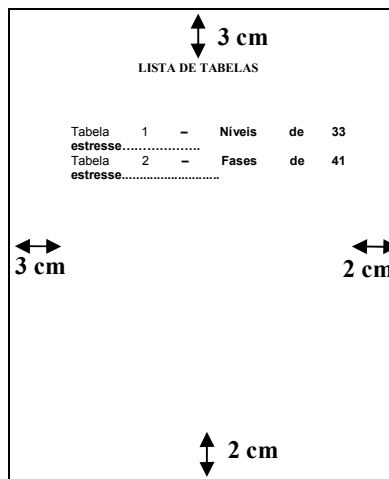 3 cm
LISTA DE TABELAS
Tabela 1 – Níveis de 33
estresse...................
Tabela 2 – Fases de 41
estresse...........................
3 cm 2 cm
2 cm